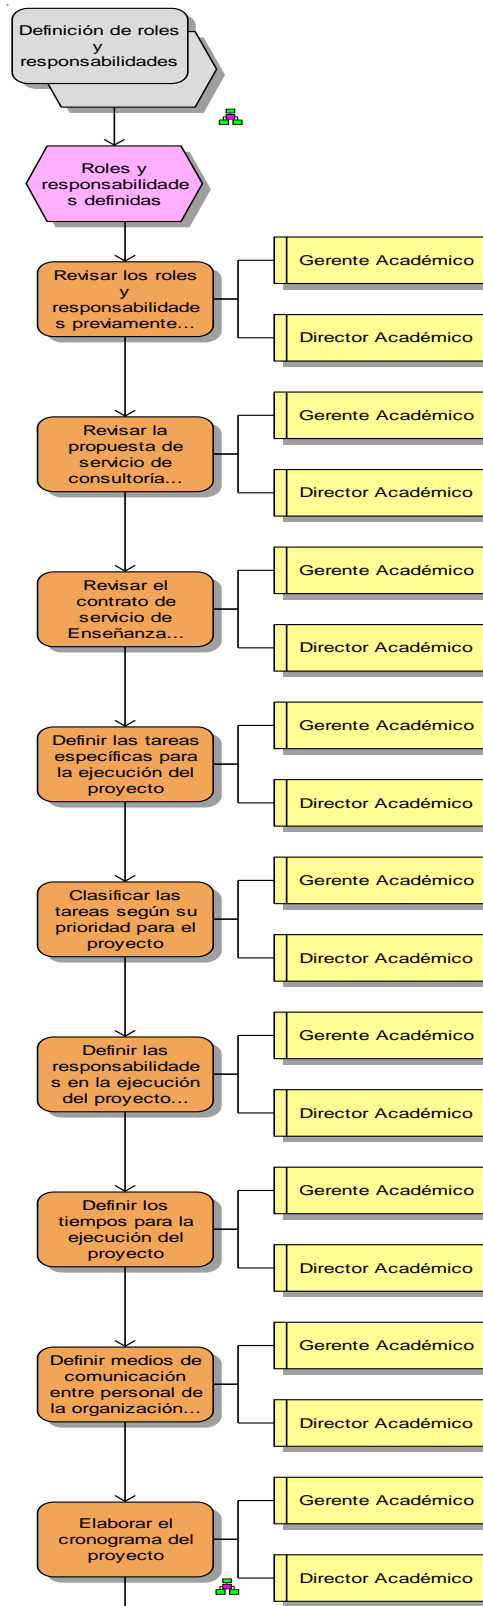 Definición de roles
y
responsabilidades
Roles y
responsabilidade
s definidas
Revisar los roles
y
responsabilidade
s previamente...
Gerente Académico
Director Académico
Revisar la
propuesta de
servicio de
consultoría...
Gerente Académico
Director Académico
Revisar el
contrato de
servicio de
Enseñanza...
Gerente Académico
Director Académico
Definir las tareas
específicas para
la ejecución del
proyecto
Gerente Académico
Director Académico
Clasificar las
tareas según su
prioridad para el
proyecto
Gerente Académico
Director Académico
Definir las
responsabilidade
s en la ejecución
del proyecto...
Gerente Académico
Director Académico
Definir los
tiempos para la
ejecución del
proyecto
Gerente Académico
Director Académico
Definir medios de
comunicación
entre personal de
la organización...
Gerente Académico
Director Académico
Elaborar el
cronograma del
proyecto
Gerente Académico
Director Académico